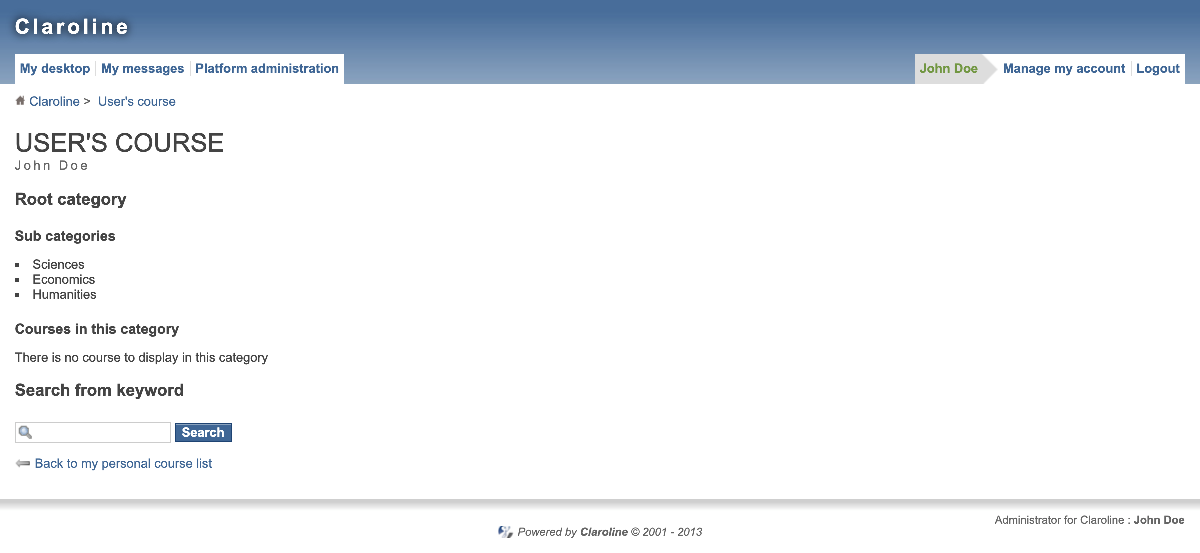 Claroline
My desktop My messages Platform administration John Doe Manage my account Logout
Claroline > User's course
USER'S COURSE
John Doe
Root category
Sub categories
Sciences
Economics
Humanities
Courses in this category
There is no course to display in this category
Search from keyword
Search
Back to my personal course list
Administrator for Claroline : John Doe
Powered by Claroline © 2001 - 2013